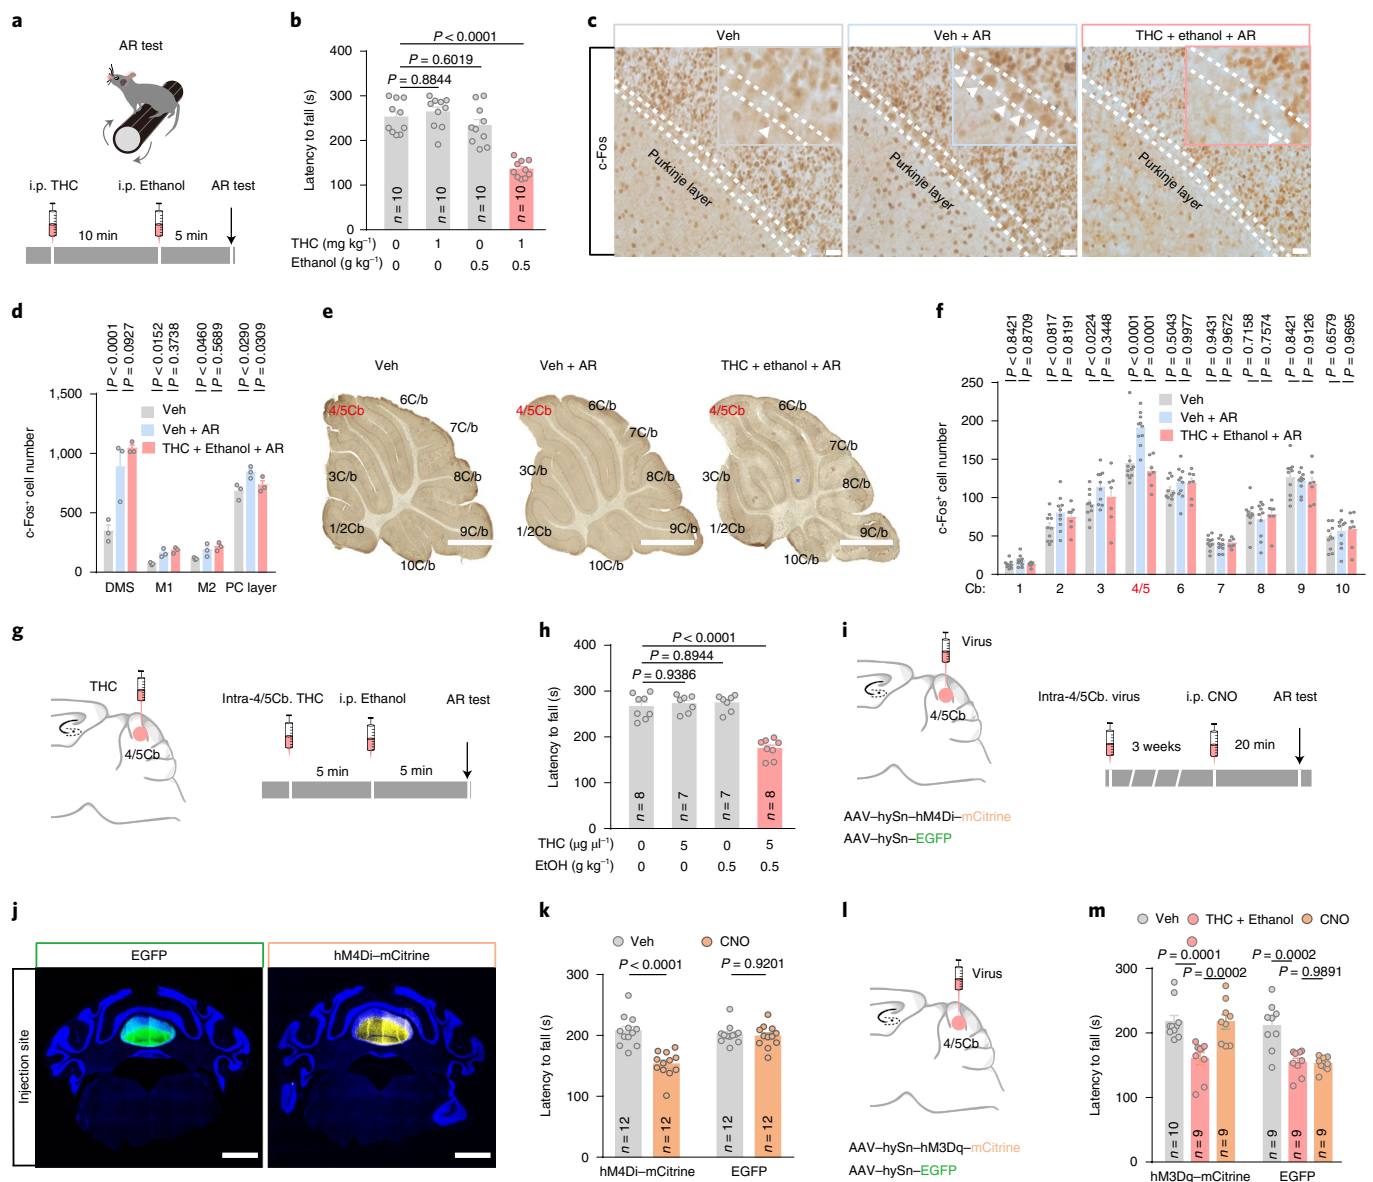 a
AR test
i.p. THC
i.p. Ethanol
AR test
10 min
5 min
b
P < 0.0001
P = 0.6019
P = 0.8844
Latency to fall (s)
400
300
200
100
0
n = 10
n = 10
n = 10
n = 10
THC (mg kg⁻¹) 0 1 0 1
Ethanol (g kg⁻¹) 0 0 0.5 0.5
c
Veh
Veh + AR
THC + ethanol + AR
c-Fos
Purkinje layer
Purkinje layer
Purkinje layer
d
P < 0.0001
P = 0.0927
P < 0.0152
P = 0.3738
P < 0.0460
P = 0.5689
P < 0.0290
P = 0.0309
c-Fos⁺ cell number
1,500
1,000
500
0
Veh
Veh + AR
THC + Ethanol + AR
DMS
M1
M2
PC layer
e
Veh
Veh + AR
THC + ethanol + AR
4/5Cb
6C/b
7C/b
3C/b
8C/b
1/2Cb
9C/b
10C/b
4/5Cb
6C/b
7C/b
3C/b
8C/b
1/2Cb
9C/b
10C/b
4/5Cb
6C/b
7C/b
3C/b
8C/b
1/2Cb
9C/b
10C/b
f
P < 0.8421
P = 0.8709
P < 0.0817
P = 0.8191
P < 0.0224
P = 0.3448
P < 0.0001
P = 0.0001
P = 0.5043
P = 0.9977
P = 0.9431
P = 0.9672
P = 0.7158
P = 0.7574
P = 0.8421
P = 0.9126
P = 0.6579
P = 0.9695
c-Fos⁺ cell number
250
200
150
100
50
0
Veh
Veh + AR
THC + Ethanol + AR
Cb: 1 2 3 4/5 6 7 8 9 10
g
THC
4/5Cb
Intra-4/5Cb. THC
i.p. Ethanol
AR test
5 min
5 min
h
P < 0.0001
P = 0.8944
P = 0.9386
Latency to fall (s)
400
300
200
100
0
n = 8
n = 7
n = 7
n = 8
THC (µg µl⁻¹) 0 5 0 5
EtOH (g kg⁻¹) 0 0 0.5 0.5
i
Virus
4/5Cb
AAV–hySn–hM4Di–mCitrine
AAV–hySn–EGFP
Intra-4/5Cb. virus
i.p. CNO
AR test
3 weeks
20 min
j
EGFP
hM4Di–mCitrine
Injection site
k
Veh
CNO
P < 0.0001
P = 0.9201
Latency to fall (s)
300
200
100
0
n = 12
n = 12
n = 12
n = 12
hM4Di–mCitrine
EGFP
l
Virus
4/5Cb
AAV–hySn–hM3Dq–mCitrine
AAV–hySn–EGFP
m
Veh
THC + Ethanol
CNO
P = 0.0001
P = 0.0002
P = 0.0002
P = 0.9891
Latency to fall (s)
300
200
100
0
n = 10
n = 9
n = 9
n = 9
n = 9
n = 9
hM3Dq–mCitrine
EGFP